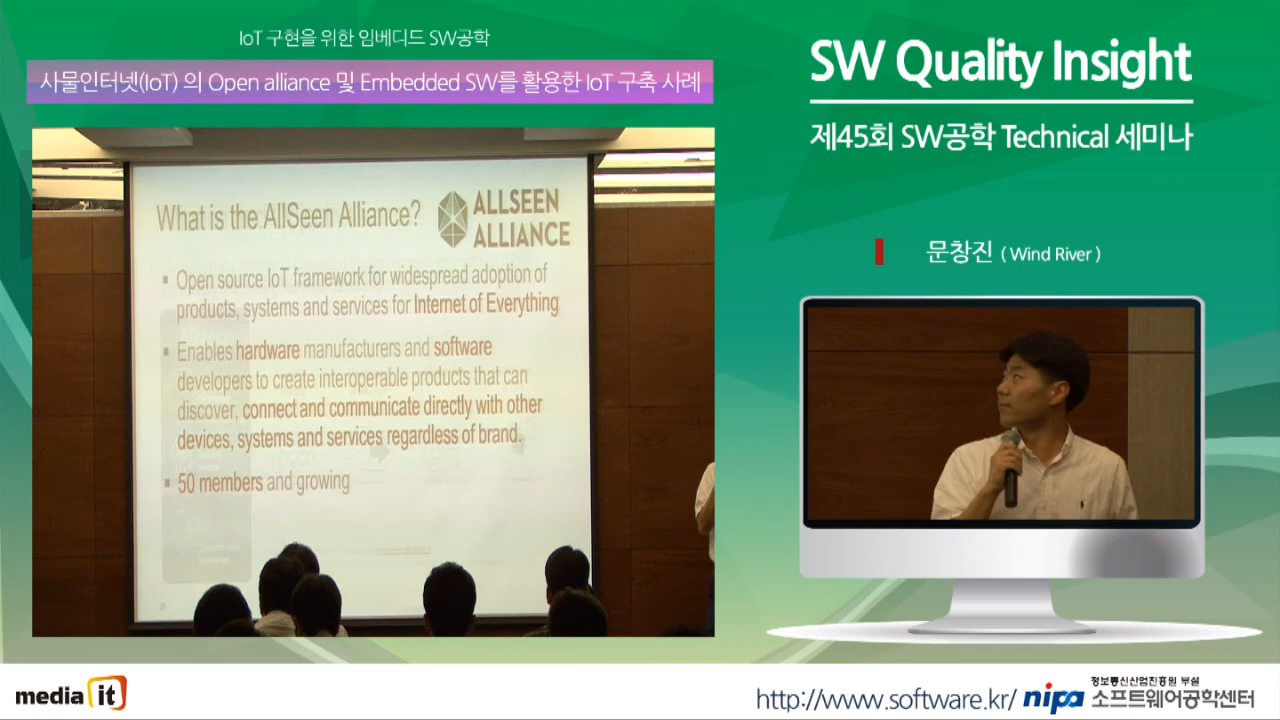 IoT 구현을 위한 임베디드 SW공학
사물인터넷(IoT) 의 Open alliance 및 Embedded SW를 활용한 IoT 구축 사례
SW Quality Insight
제45회 SW공학 Technical 세미나
문창진 ( Wind River )
What is the AllSeen Alliance?
ALLSEEN
ALLIANCE
▪ Open source IoT framework for widespread adoption of
products, systems and services for Internet of Everything
▪ Enables hardware manufacturers and software
developers to create interoperable products that can
discover, connect and communicate directly with other
devices, systems and services regardless of brand.
▪ 50 members and growing
media it
http://www.software.kr/
nipa
정보통신산업진흥원 부설
소프트웨어공학센터